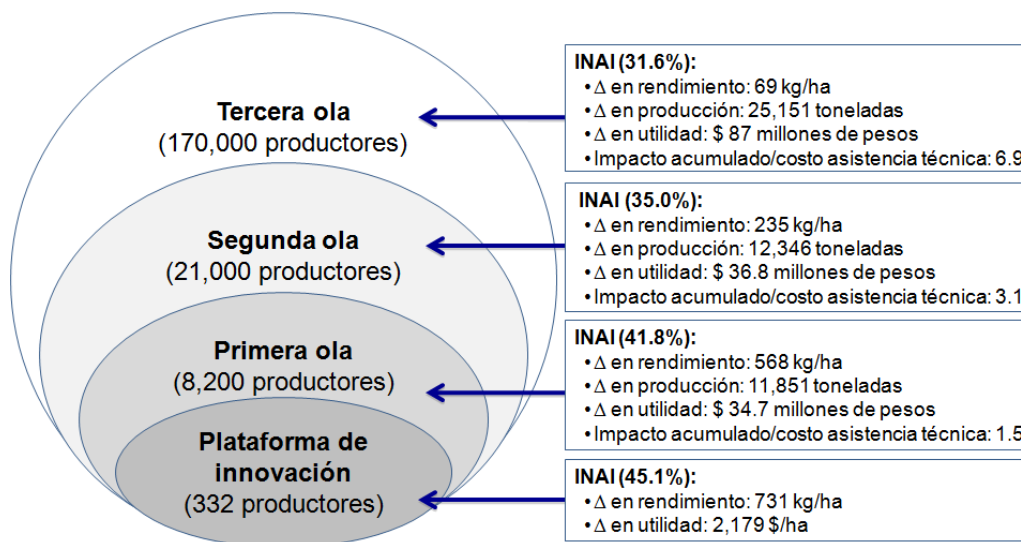 Tercera ola
(170,000 productores)
INAI (31.6%):
• Δ en rendimiento: 69 kg/ha
• Δ en producción: 25,151 toneladas
• Δ en utilidad: $ 87 millones de pesos
• Impacto acumulado/costo asistencia técnica: 6.9
Segunda ola
(21,000 productores)
INAI (35.0%):
• Δ en rendimiento: 235 kg/ha
• Δ en producción: 12,346 toneladas
• Δ en utilidad: $ 36.8 millones de pesos
• Impacto acumulado/costo asistencia técnica: 3.1
Primera ola
(8,200 productores)
INAI (41.8%):
• Δ en rendimiento: 568 kg/ha
• Δ en producción: 11,851 toneladas
• Δ en utilidad: $ 34.7 millones de pesos
• Impacto acumulado/costo asistencia técnica: 1.5
Plataforma de
innovación
(332 productores)
INAI (45.1%):
• Δ en rendimiento: 731 kg/ha
• Δ en utilidad: 2,179 $/ha